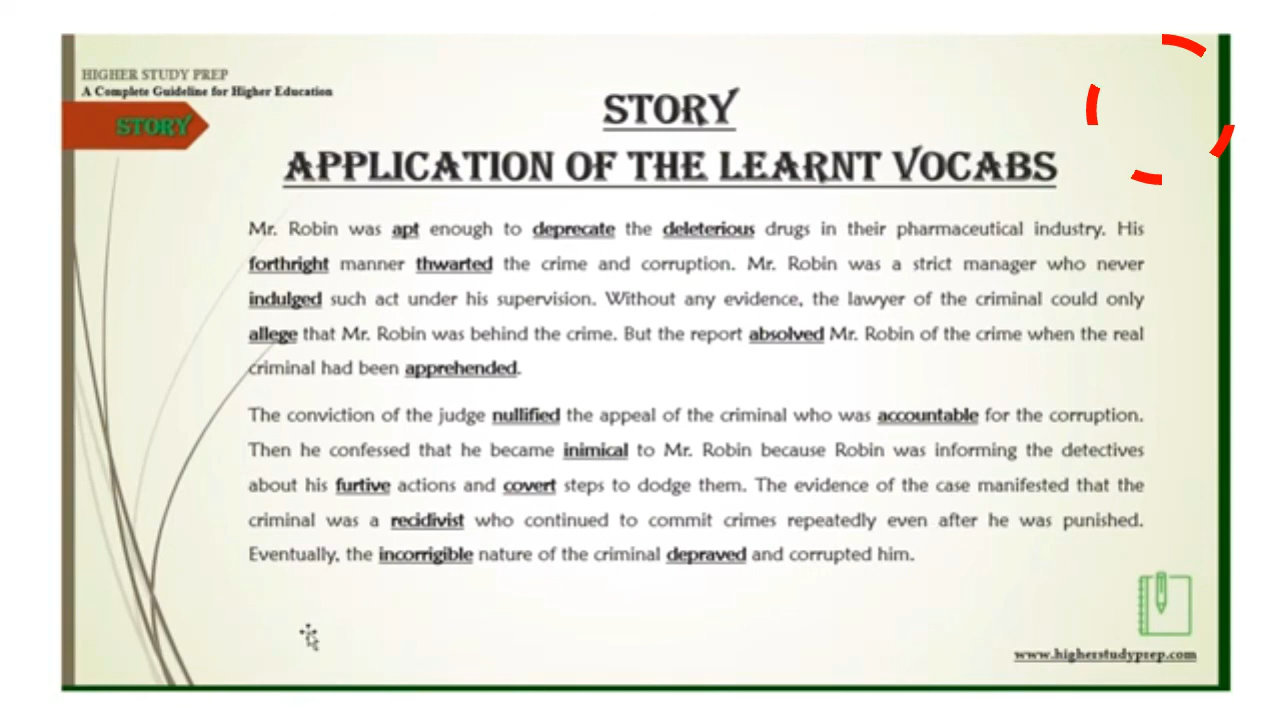 HIGHER STUDY PREP
A Complete Guideline for Higher Education
STORY
STORY
APPLICATION OF THE LEARNT VOCABS
Mr. Robin was apt enough to deprecate the deleterious drugs in their pharmaceutical industry. His
forthright manner thwarted the crime and corruption. Mr. Robin was a strict manager who never
indulged such act under his supervision. Without any evidence, the lawyer of the criminal could only
allege that Mr. Robin was behind the crime. But the report absolved Mr. Robin of the crime when the real
criminal had been apprehended.
The conviction of the judge nullified the appeal of the criminal who was accountable for the corruption.
Then he confessed that he became inimical to Mr. Robin because Robin was informing the detectives
about his furtive actions and covert steps to dodge them. The evidence of the case manifested that the
criminal was a recidivist who continued to commit crimes repeatedly even after he was punished.
Eventually, the incorrigible nature of the criminal depraved and corrupted him.
www.higherstudyprep.com